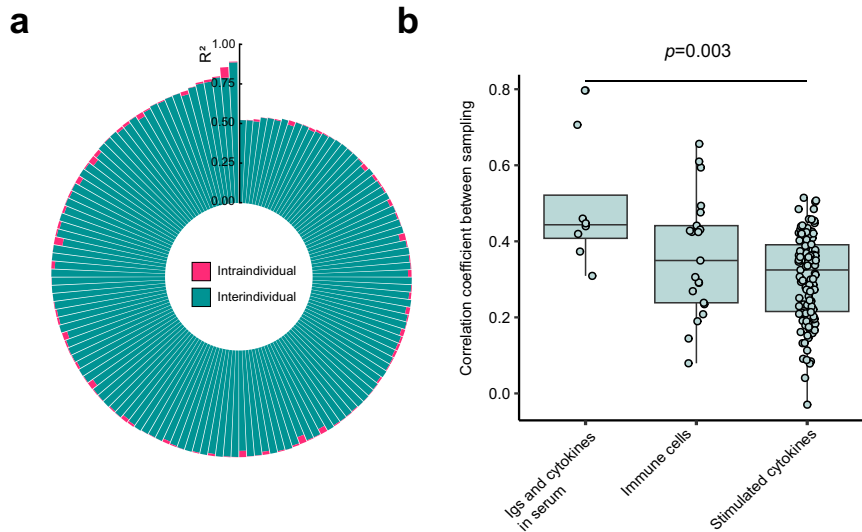 a
R²
1.00
0.75
0.50
0.25
0.00
Intraindividual
Interindividual
b
p=0.003
Correlation coefficient between sampling
0.8
0.6
0.4
0.2
0.0
Igs and cytokines
in serum
Immune cells
Stimulated cytokines